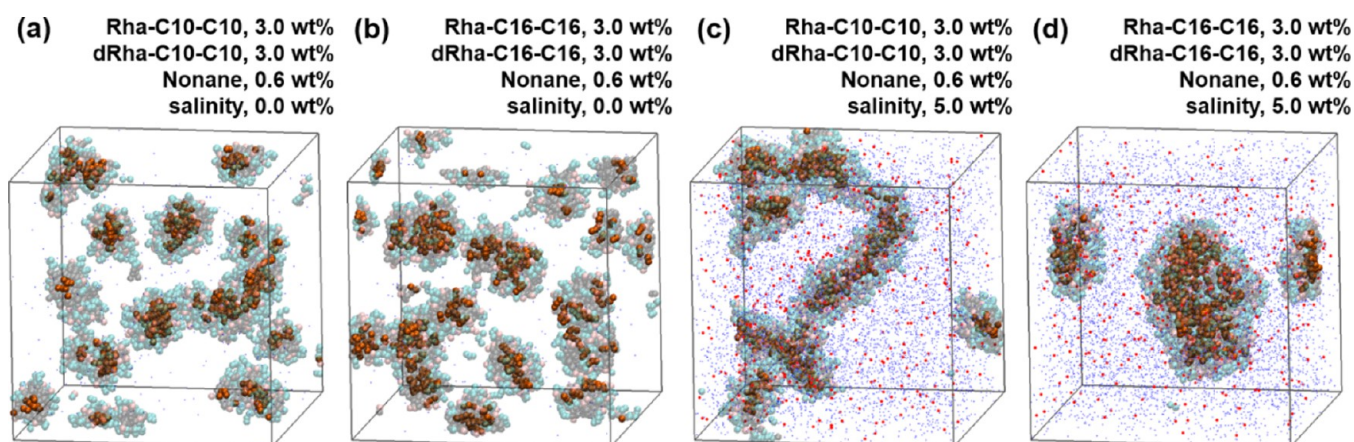 (a)
Rha-C10-C10, 3.0 wt%
dRha-C10-C10, 3.0 wt%
Nonane, 0.6 wt%
salinity, 0.0 wt%
(b)
Rha-C16-C16, 3.0 wt%
dRha-C16-C16, 3.0 wt%
Nonane, 0.6 wt%
salinity, 0.0 wt%
(c)
Rha-C10-C10, 3.0 wt%
dRha-C10-C10, 3.0 wt%
Nonane, 0.6 wt%
salinity, 5.0 wt%
(d)
Rha-C16-C16, 3.0 wt%
dRha-C16-C16, 3.0 wt%
Nonane, 0.6 wt%
salinity, 5.0 wt%